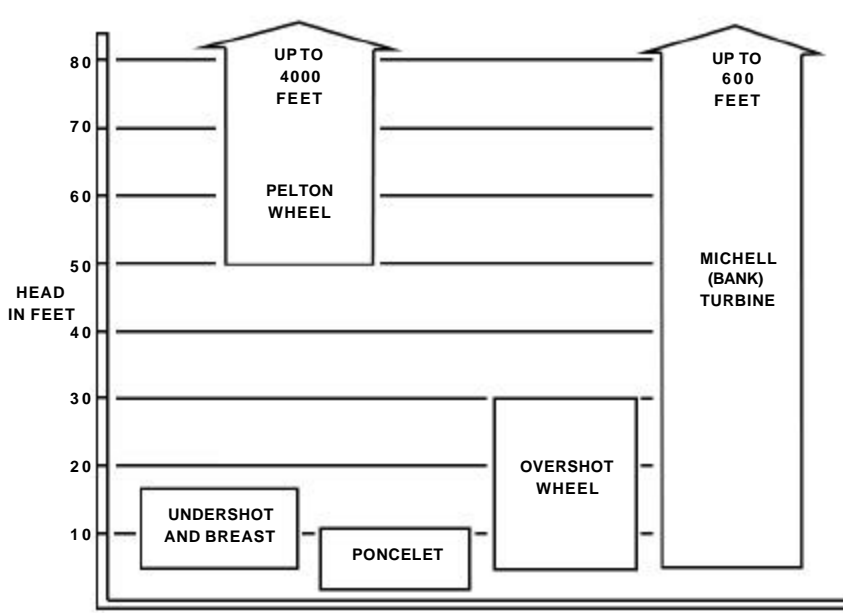 80
70
60
50
40
30
20
10
HEAD
IN FEET
UP TO
4000
FEET
PELTON
WHEEL
UP TO
600
FEET
MICHELL
(BANK)
TURBINE
OVERSHOT
WHEEL
UNDERSHOT
AND BREAST
PONCELET